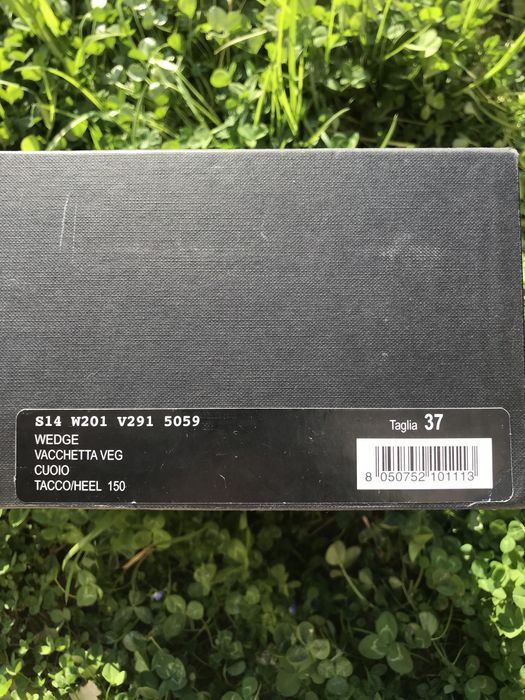 S14 W201 V291 5059
WEDGE
VACCHETTA VEG
CUOIO
TACCO/HEEL 150
Taglia 37
8 050752 101113